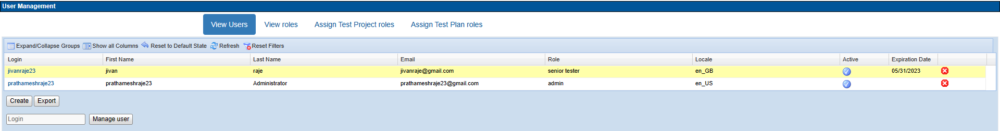 User Management
View Users View roles Assign Test Project roles Assign Test Plan roles
Expand/Collapse Groups Show all Columns Reset to Default State Refresh Reset Filters
Login First Name Last Name Email Role Locale Active Expiration Date
jivanraje23 jivan raje jivanraje@gmail.com senior tester en_GB 05/31/2023
prathameshraje23 prathameshraje23 Administrator prathameshraje23@gmail.com admin en_US
Create Export
Login Manage user